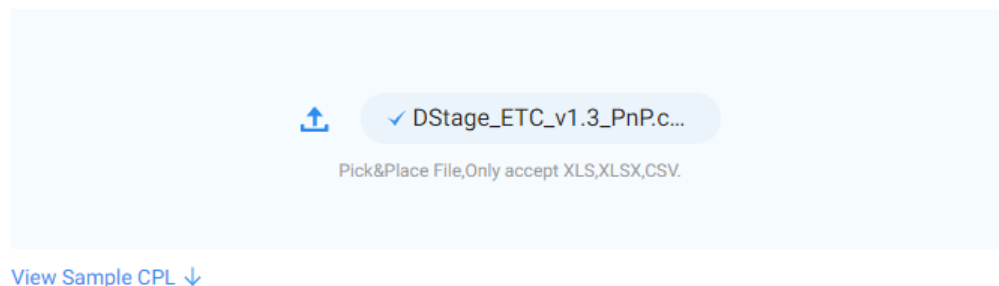 DStage_ETC_v1.3_PnP.c...
Pick&Place File,Only accept XLS,XLSX,CSV.
View Sample CPL